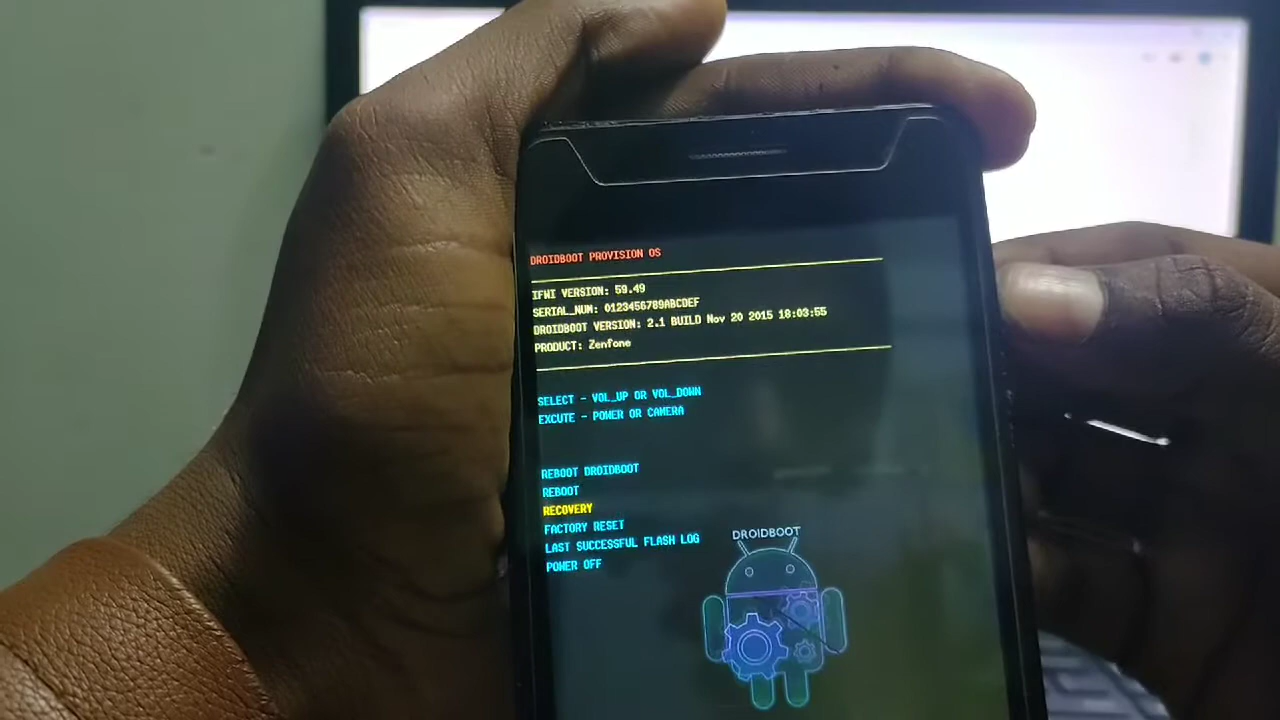 DROIDBOOT PROVISION OS
IFWI VERSION: 59.49
SERIAL_NUM: 0123456789ABCDEF
DROIDBOOT VERSION: 2.1 BUILD Nov 20 2015 18:03:55
PRODUCT: Zenfone
SELECT - VOL_UP OR VOL_DOWN
EXCUTE - POWER OR CAMERA
REBOOT DROIDBOOT
REBOOT
RECOVERY
FACTORY RESET
LAST SUCCESSFUL FLASH LOG
POWER OFF
DROIDBOOT